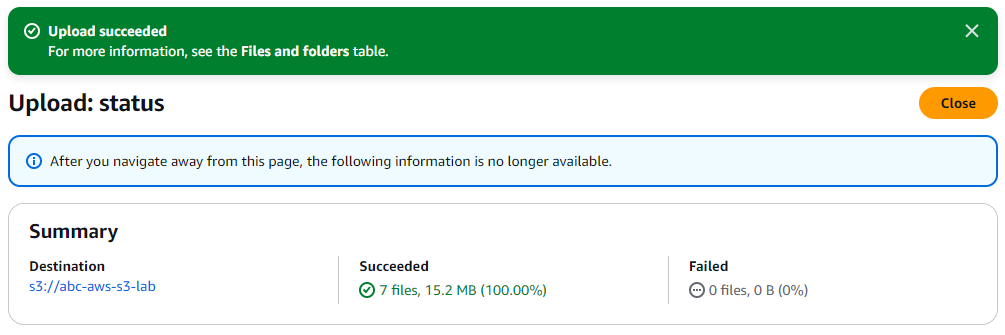 Upload succeeded
For more information, see the Files and folders table.
Upload: status
Close
After you navigate away from this page, the following information is no longer available.
Summary
Destination
s3://abc-aws-s3-lab
Succeeded
7 files, 15.2 MB (100.00%)
Failed
0 files, 0 B (0%)